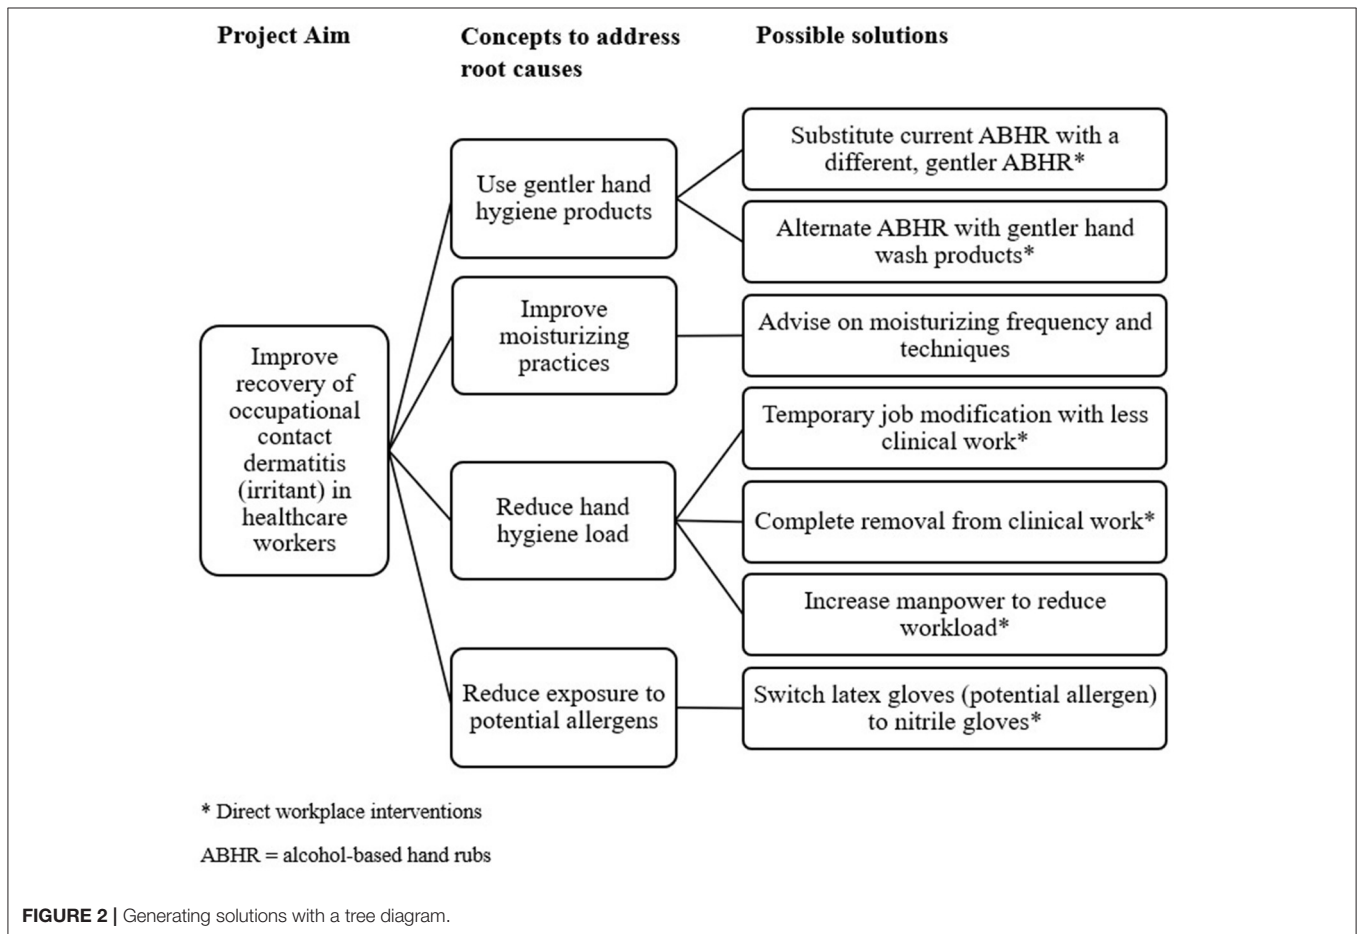 Project Aim
Concepts to address
root causes
Possible solutions
Improve
recovery of
occupational
contact
dermatitis
(irritant) in
healthcare
workers
Use gentler hand
hygiene products
Improve
moisturizing
practices
Reduce hand
hygiene load
Reduce exposure to
potential allergens
Substitute current ABHR with a
different, gentler ABHR*
Alternate ABHR with gentler hand
wash products*
Advise on moisturizing frequency and
techniques
Temporary job modification with less
clinical work*
Complete removal from clinical work*
Increase manpower to reduce
workload*
Switch latex gloves (potential allergen)
to nitrile gloves*
* Direct workplace interventions
ABHR = alcohol-based hand rubs
FIGURE 2 | Generating solutions with a tree diagram.